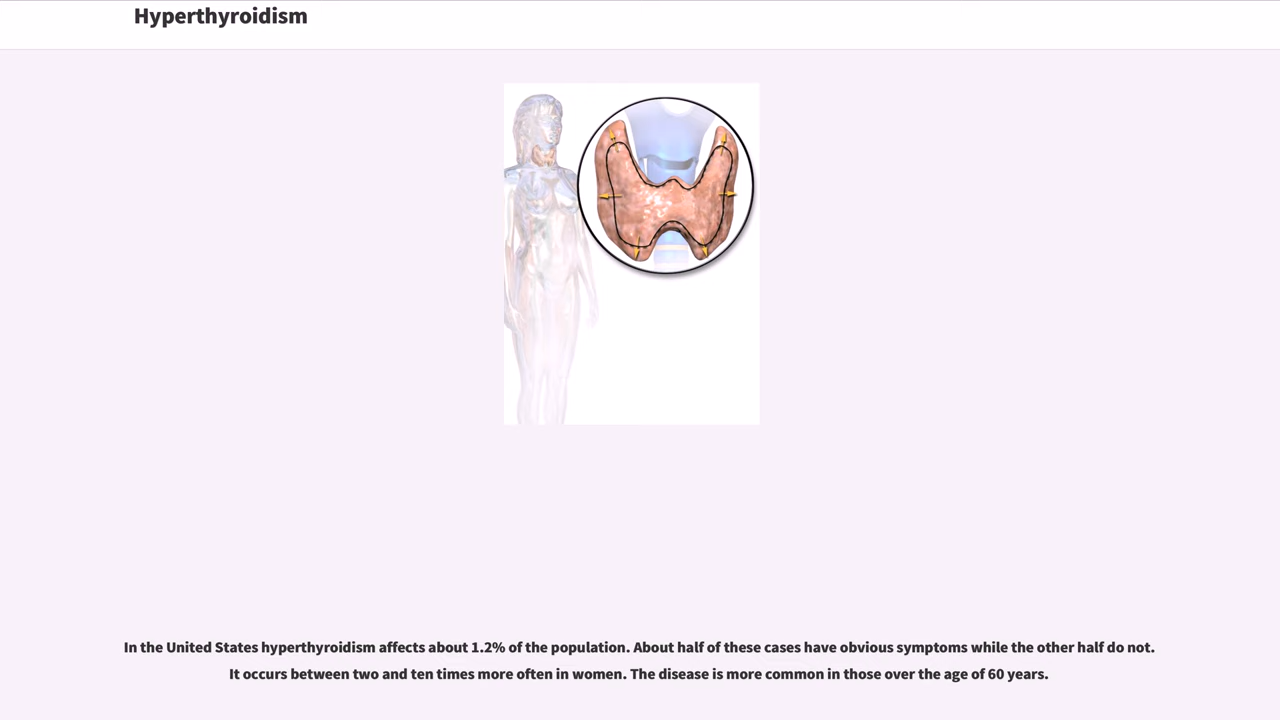 Hyperthyroidism
In the United States hyperthyroidism affects about 1.2% of the population. About half of these cases have obvious symptoms while the other half do not.
It occurs between two and ten times more often in women. The disease is more common in those over the age of 60 years.